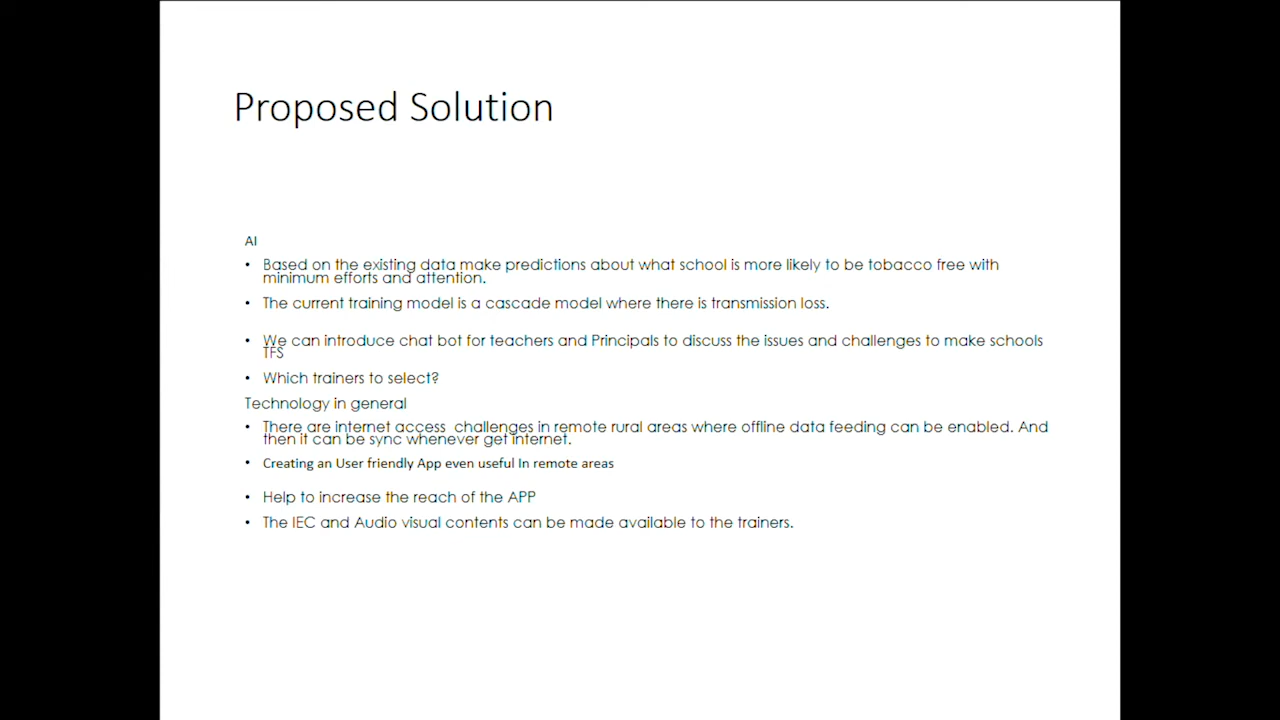 Proposed Solution
AI
• Based on the existing data make predictions about what school is more likely to be tobacco free with
minimum efforts and attention.
• The current training model is a cascade model where there is transmission loss.
• We can introduce chat bot for teachers and Principals to discuss the issues and challenges to make schools
TFS
• Which trainers to select?
Technology in general
• There are internet access  challenges in remote rural areas where offline data feeding can be enabled. And
then it can be sync whenever get internet.
• Creating an User friendly App even useful In remote areas
• Help to increase the reach of the APP
• The IEC and Audio visual contents can be made available to the trainers.